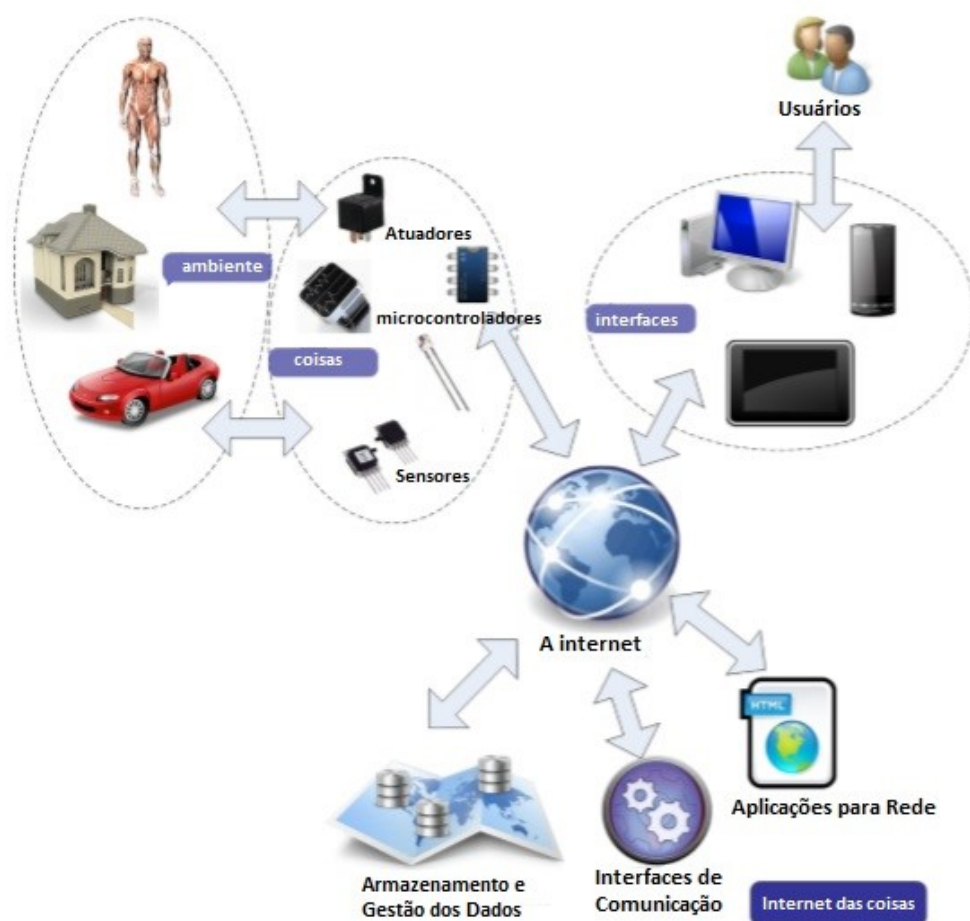 Usuários
Atuadores
ambiente
microcontroladores
interfaces
coisas
Sensores
A internet
HTML
Aplicações para Rede
Armazenamento e
Gestão dos Dados
Interfaces de
Comunicação
Internet das coisas